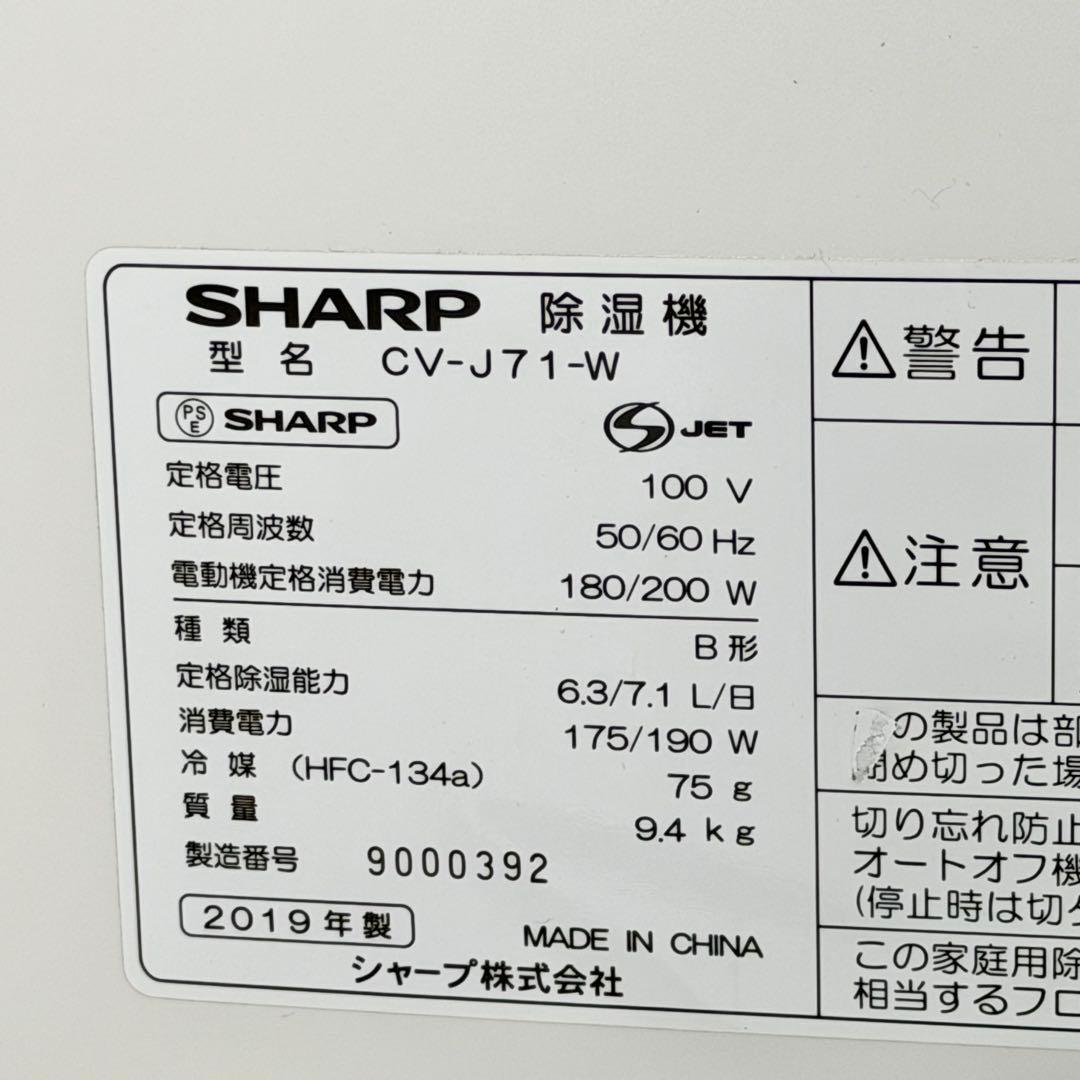 SHARP 除湿機
型名 CV-J71-W
PSE SHARP
S JET
定格電圧 100 V
定格周波数 50/60 Hz
電動機定格消費電力 180/200 W
種類 B形
定格除湿能力 6.3/7.1 L/日
消費電力 175/190 W
冷媒 (HFC-134a) 75 g
質量 9.4 kg
製造番号 9000392
2019年製
MADE IN CHINA
シャープ株式会社
⚠警告
⚠注意
の製品は部
閉め切った場
切り忘れ防止
オートオフ機
(停止時は切タ
この家庭用除
相当するフロ